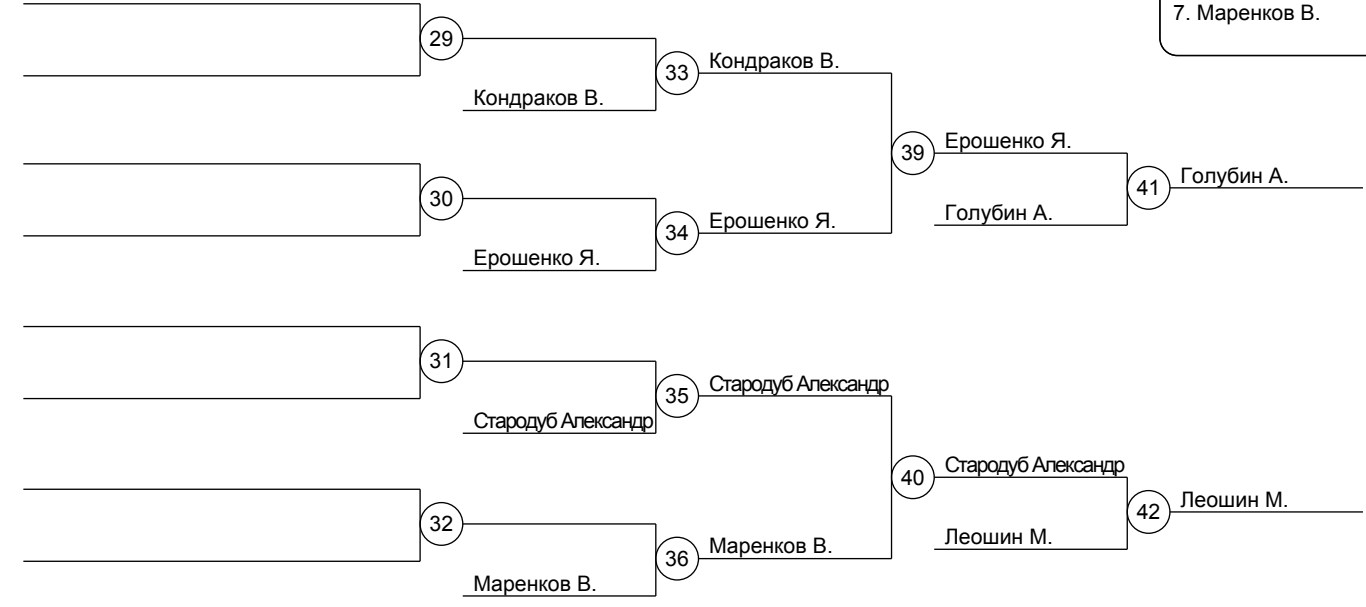 7. Маренков В.
29
33
Кондраков В.
Кондраков В.
39
Ерошенко Я.
30
41
Голубин А.
34
Ерошенко Я.
Голубин А.
Ерошенко Я.
31
35
Стародуб Александр
Стародуб Александр
40
Стародуб Александр
32
42
Леошин М.
36
Маренков В.
Леошин М.
Маренков В.